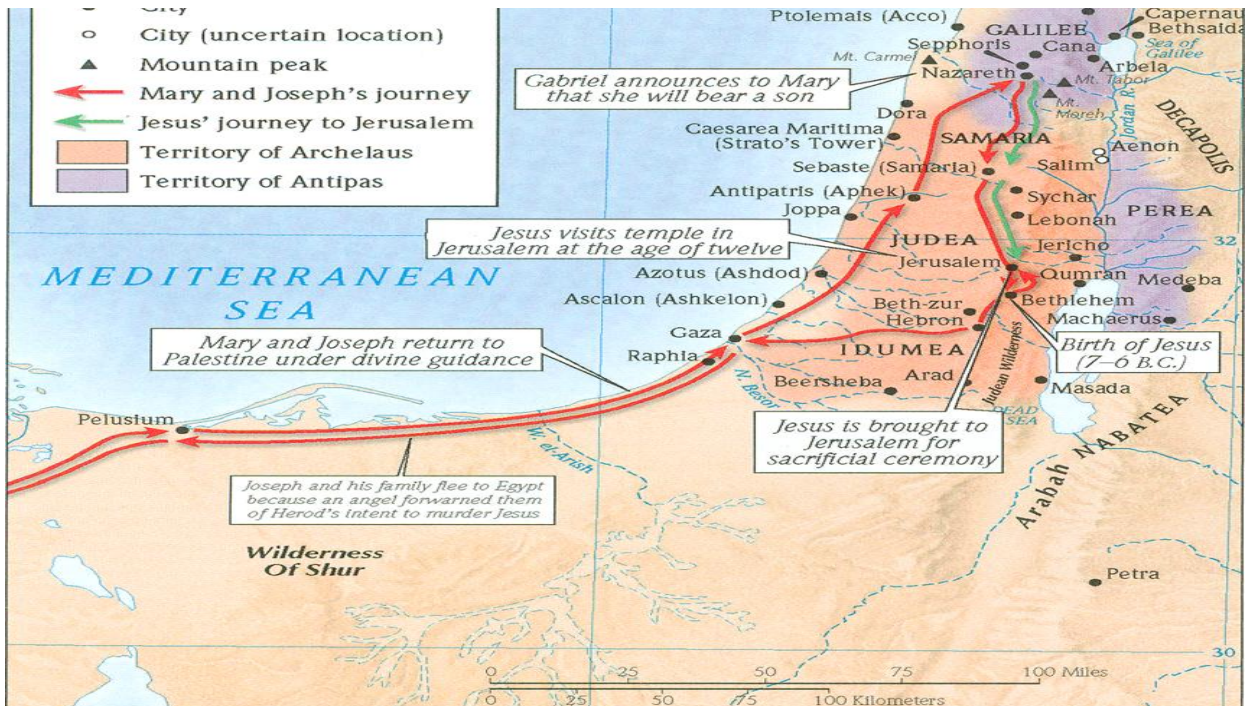 City
City (uncertain location)
Mountain peak
Mary and Joseph's journey
Jesus' journey to Jerusalem
Territory of Archelaus
Territory of Antipas
Ptolemais (Acco)
GALILEE
Capernau
Bethsaida
Sea of
Galilee
Sepphoris
Cana
Mt. Carmel
Nazareth
Arbela
Mt. Tabor
Mt.
Moreh
Gabriel announces to Mary
that she will bear a son
Jordan R.
DECAPOLIS
Dora
Caesarea Maritima
(Strato's Tower)
SAMARIA
Aenon
Salim
Sebaste (Samaria)
Antipatris (Aphek)
Sychar
Joppa
Lebonah
PEREA
Jesus visits temple in
Jerusalem at the age of twelve
JUDEA
Jericho
32
Jerusalem
MEDITERRANEAN
SEA
Azotus (Ashdod)
Qumran
Medeba
Ascalon (Ashkelon)
Beth-zur
Bethlehem
Hebron
Machaerus
Gaza
Mary and Joseph return to
Palestine under divine guidance
Raphia
IDUMEA
Birth of Jesus
(7–6 B.C.)
Judean Wilderness
N. Besor
Beersheba
Arad
Masada
DEAD
SEA
Pelusium
W. el-Arish
Jesus is brought to
Jerusalem for
sacrificial ceremony
NABATEA
Arabah
Joseph and his family flee to Egypt
because an angel forwarned them
of Herod's intent to murder Jesus
Wilderness
Of Shur
Petra
30
0 25 50 75 100 Miles
0 25 50 75 100 Kilometers